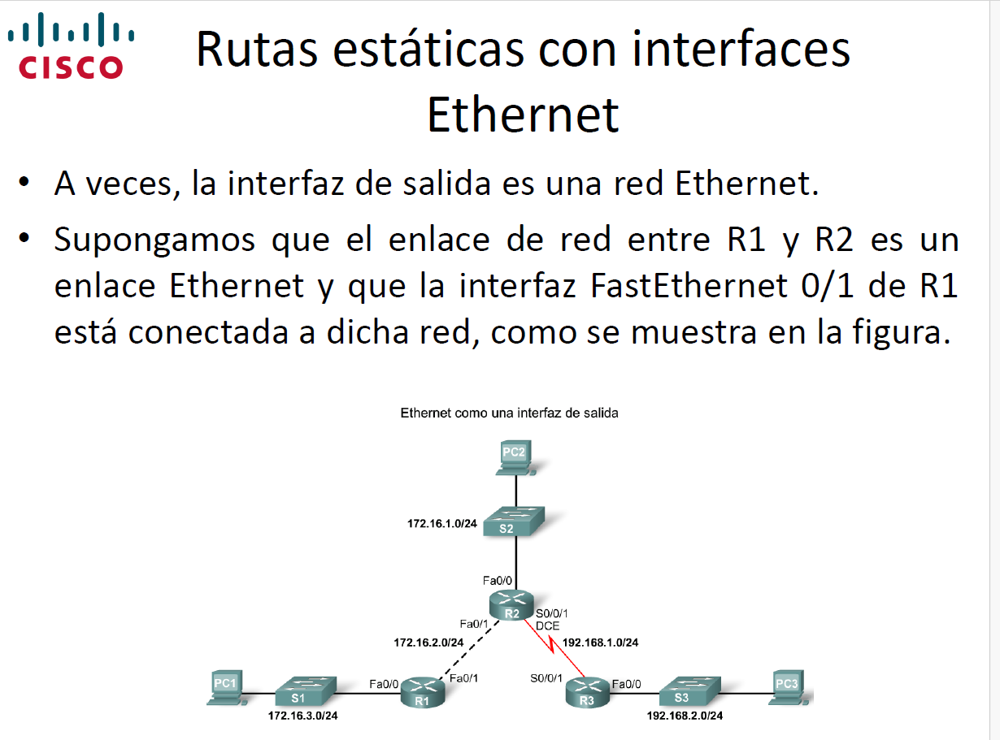 CISCO
Rutas estáticas con interfaces
Ethernet
• A veces, la interfaz de salida es una red Ethernet.
• Supongamos que el enlace de red entre R1 y R2 es un
enlace Ethernet y que la interfaz FastEthernet 0/1 de R1
está conectada a dicha red, como se muestra en la figura.
Ethernet como una interfaz de salida
PC2
172.16.1.0/24
S2
Fa0/0
R2
S0/0/1
DCE
Fa0/1
172.16.2.0/24
192.168.1.0/24
PC1
S1
Fa0/0
R1
Fa0/1
S0/0/1
R3
Fa0/0
S3
PC3
172.16.3.0/24
192.168.2.0/24